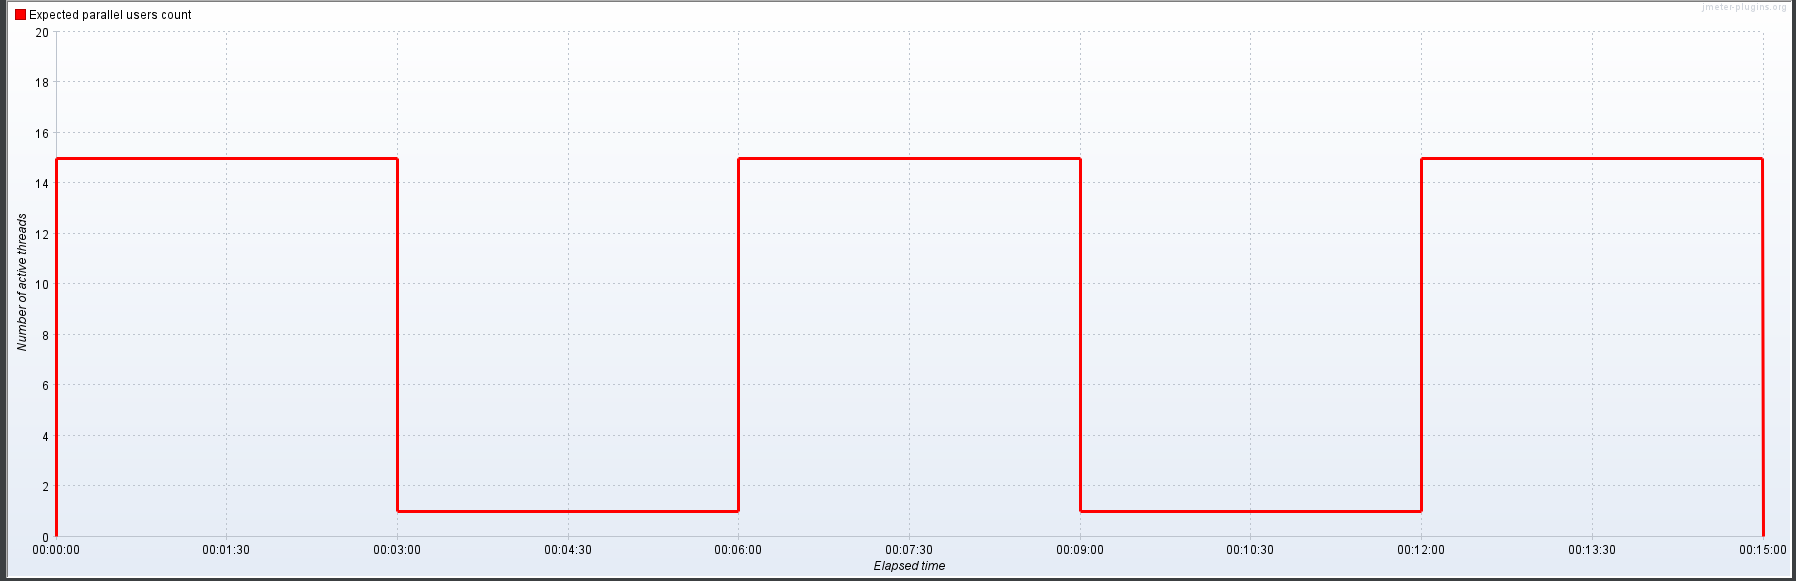 Expected parallel users count
jmeter-plugins.org
20
18
16
14
12
10
8
6
4
2
0
Number of active threads
00:00:00 00:01:30 00:03:00 00:04:30 00:06:00 00:07:30 00:09:00 00:10:30 00:12:00 00:13:30 00:15:00
Elapsed time